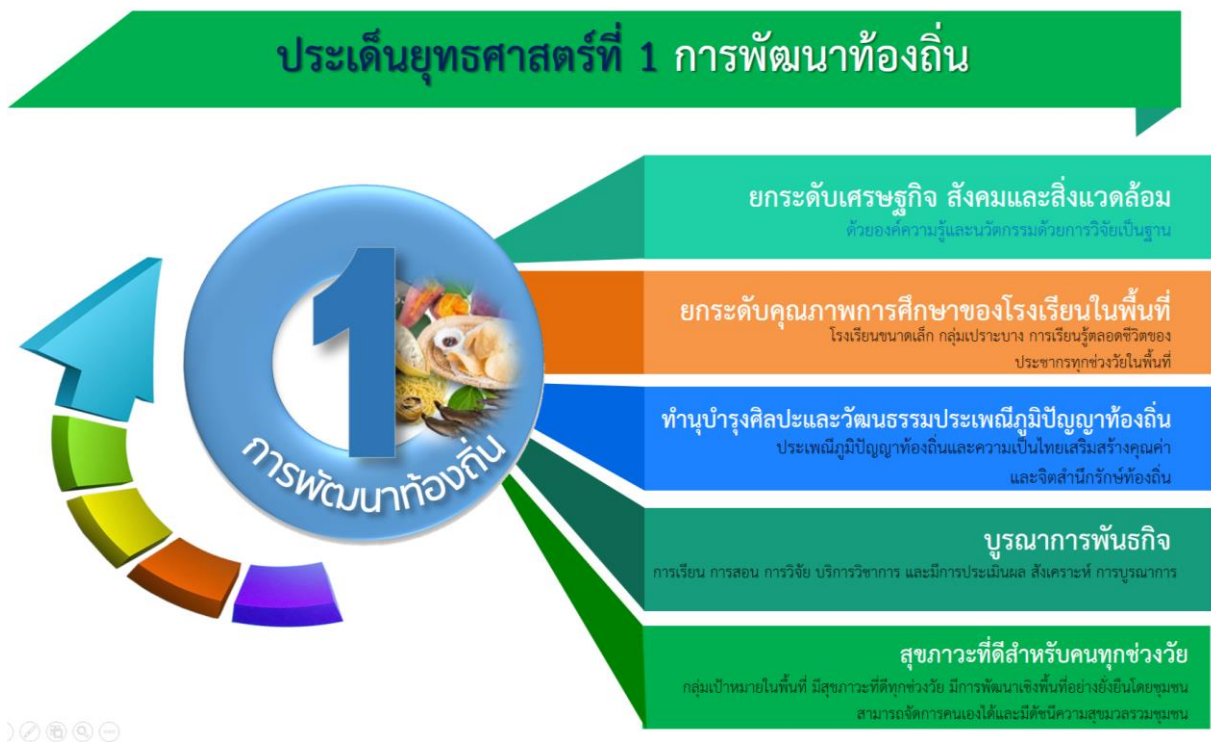 ประเด็นยุทธศาสตร์ที่ 1 การพัฒนาท้องถิ่น
1
การพัฒนาท้องถิ่น
ยกระดับเศรษฐกิจ สังคมและสิ่งแวดล้อม
ด้วยองค์ความรู้และนวัตกรรมด้วยการวิจัยเป็นฐาน
ยกระดับคุณภาพการศึกษาของโรงเรียนในพื้นที่
โรงเรียนขนาดเล็ก กลุ่มเปราะบาง การเรียนรู้ตลอดชีวิตของ
ประชากรทุกช่วงวัยในพื้นที่
ทำนุบำรุงศิลปะและวัฒนธรรมประเพณีภูมิปัญญาท้องถิ่น
ประเพณีภูมิปัญญาท้องถิ่นและความเป็นไทยเสริมสร้างคุณค่า
และจิตสำนึกรักษ์ท้องถิ่น
บูรณาการพันธกิจ
การเรียน การสอน การวิจัย บริการวิชาการ และมีการประเมินผล สังเคราะห์ การบูรณาการ
สุขภาวะที่ดีสำหรับคนทุกช่วงวัย
กลุ่มเป้าหมายในพื้นที่ มีสุขภาวะที่ดีทุกช่วงวัย มีการพัฒนาเชิงพื้นที่อย่างยั่งยืนโดยชุมชน
สามารถจัดการตนเองได้และมีดัชนีความสุขมวลรวมชุมชน